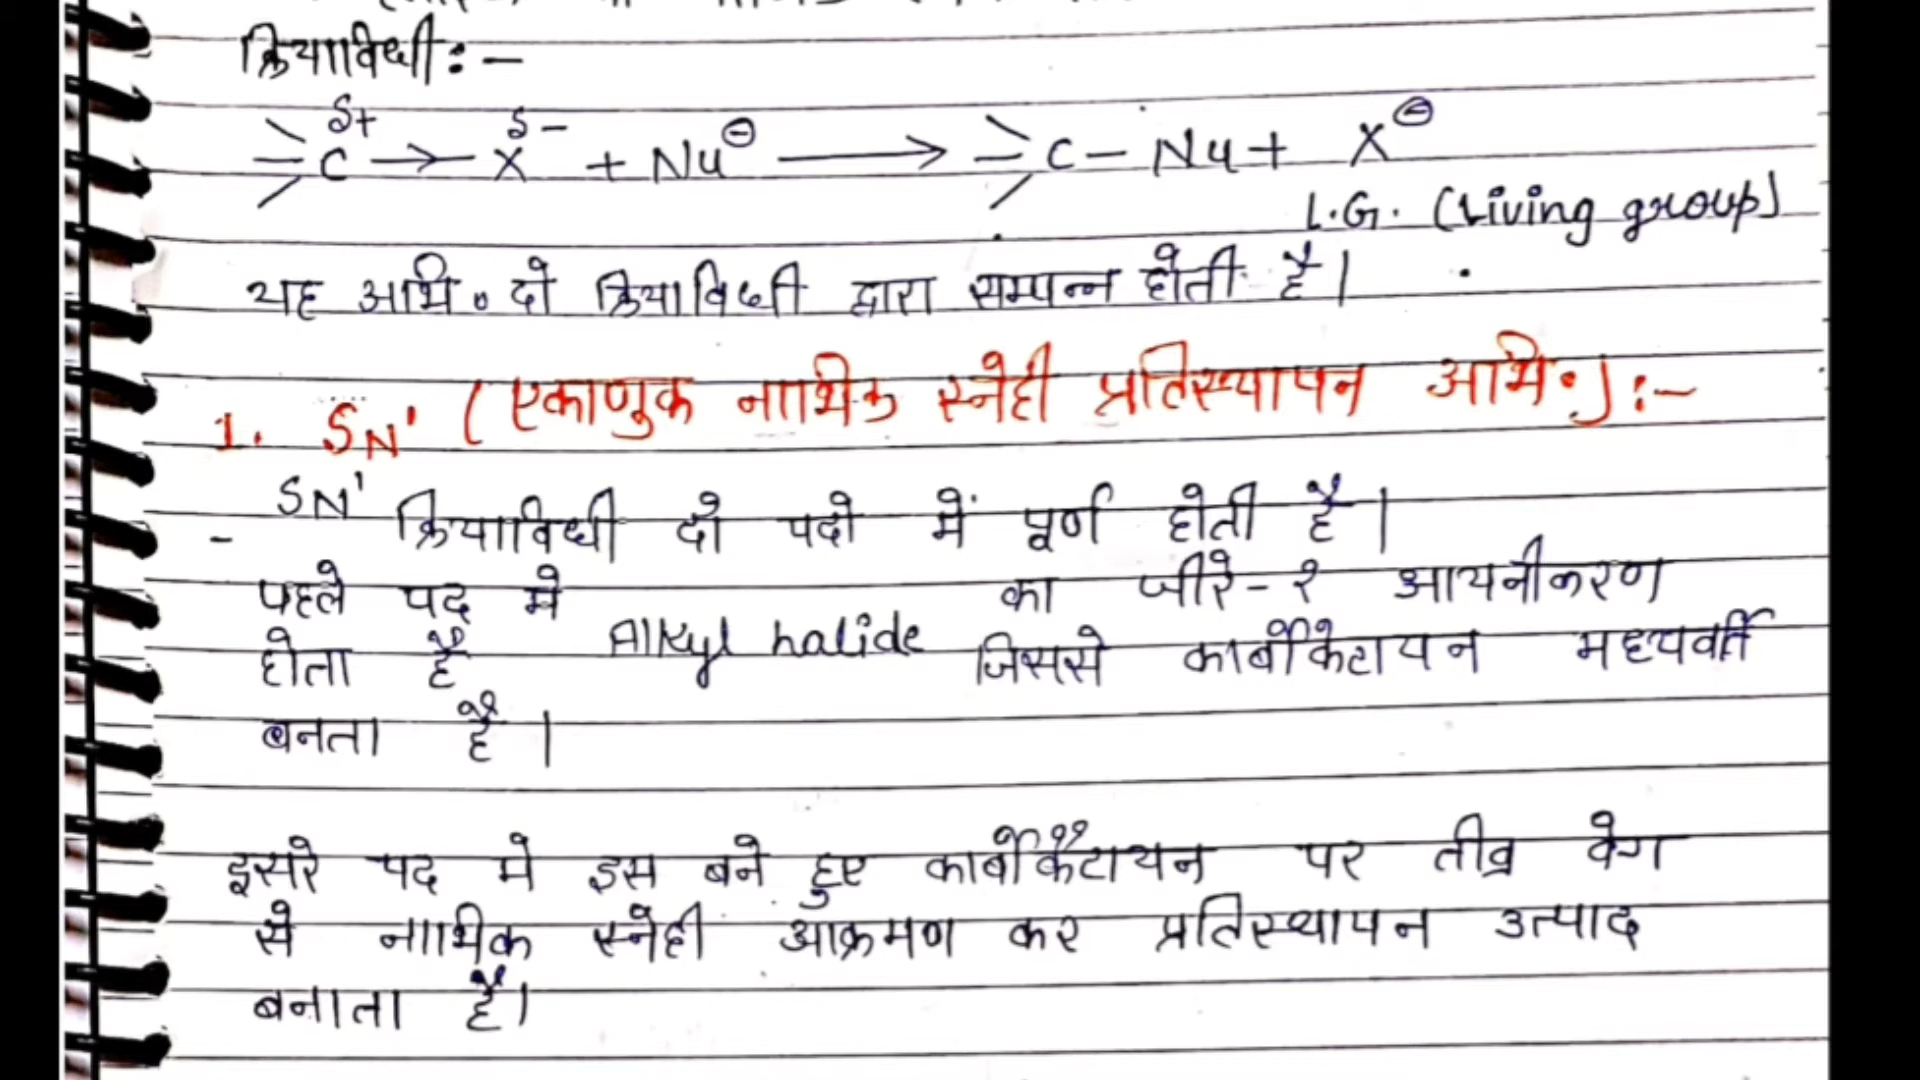 क्रियाविधी:-
δ+ δ-
C → X + Nu⊖ → C - Nu + X⊖
L.G. (Living group)
यह अभि० दो क्रियाविधी द्वारा सम्पन्न होती है।
1. SN¹ (एकाणुक नाभिक स्नेही प्रतिस्थापन अभि०):-
- SN¹ क्रियाविधी दो पदो में पूर्ण होती है।
पहले पद मे Alkyl halide का धीरे-२ आयनीकरण
होता है जिससे कार्बोकेटायन मध्यवर्ती
बनता है।
दूसरे पद मे इस बने हुए कार्बोकैटायन पर तीव्र वेग
से नाभिक स्नेही आक्रमण कर प्रतिस्थापन उत्पाद
बनाता है।